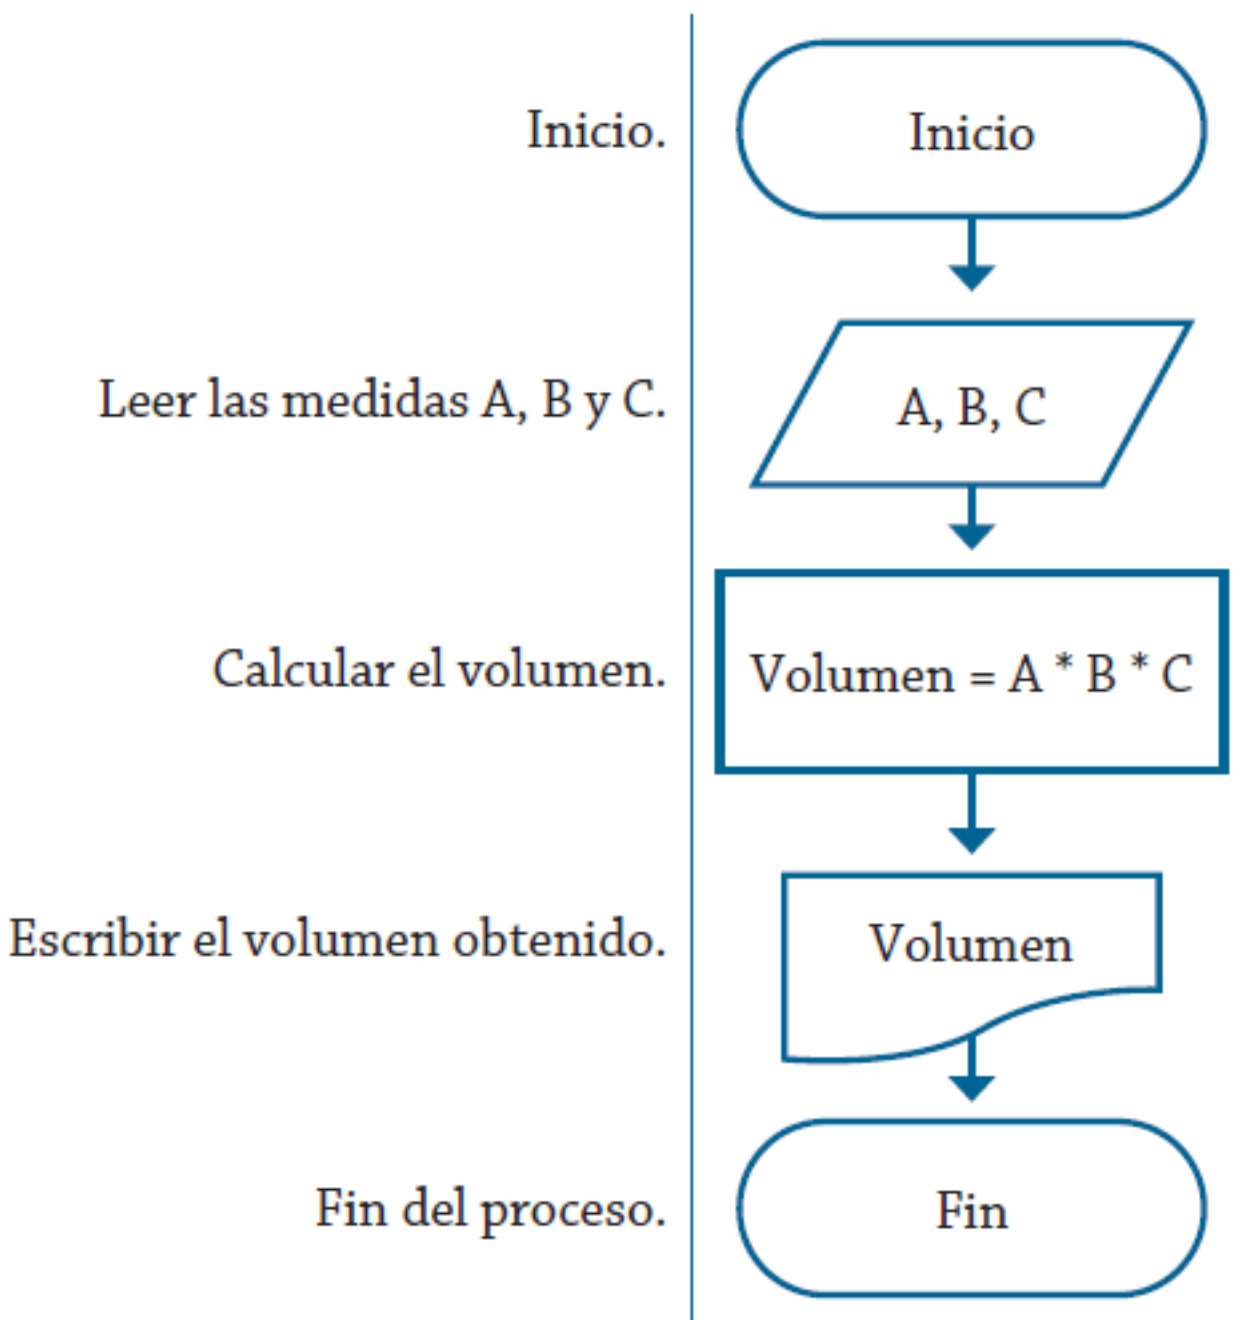 Inicio.
Inicio
Leer las medidas A, B y C.
A, B, C
Calcular el volumen.
Volumen = A * B * C
Escribir el volumen obtenido.
Volumen
Fin del proceso.
Fin